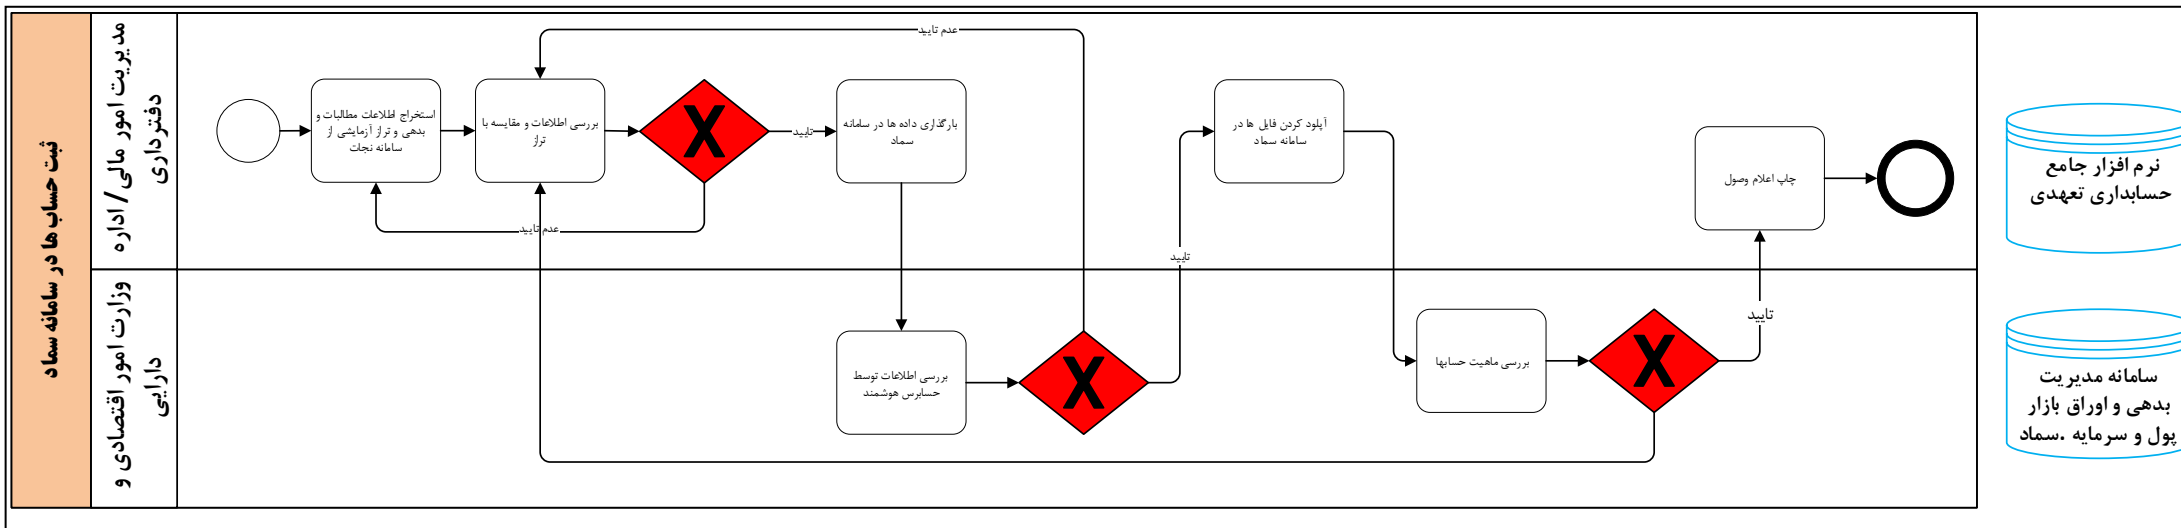 ثبت حساب ها در سامانه سماد
مدیریت امور مالی/ اداره
دفترداری
وزارت امور اقتصادی و
دارایی
استخراج اطلاعات مطالبات و
بدهی و تراز آزمایشی از
سامانه نجات
بررسی اطلاعات و مقایسه با
تراز
عدم تایید
عدم تایید
تایید
بارگذاری داده ها در سامانه
سماد
بررسی اطلاعات توسط
حسابرس هوشمند
تایید
آپلود کردن فایل ها در
سامانه سماد
بررسی ماهیت حسابها
تایید
چاپ اعلام وصول
نرم افزار جامع
حسابداری تعهدی
سامانه مدیریت
بدهی و اوراق بازار
پول و سرمایه .سماد
X
X
X